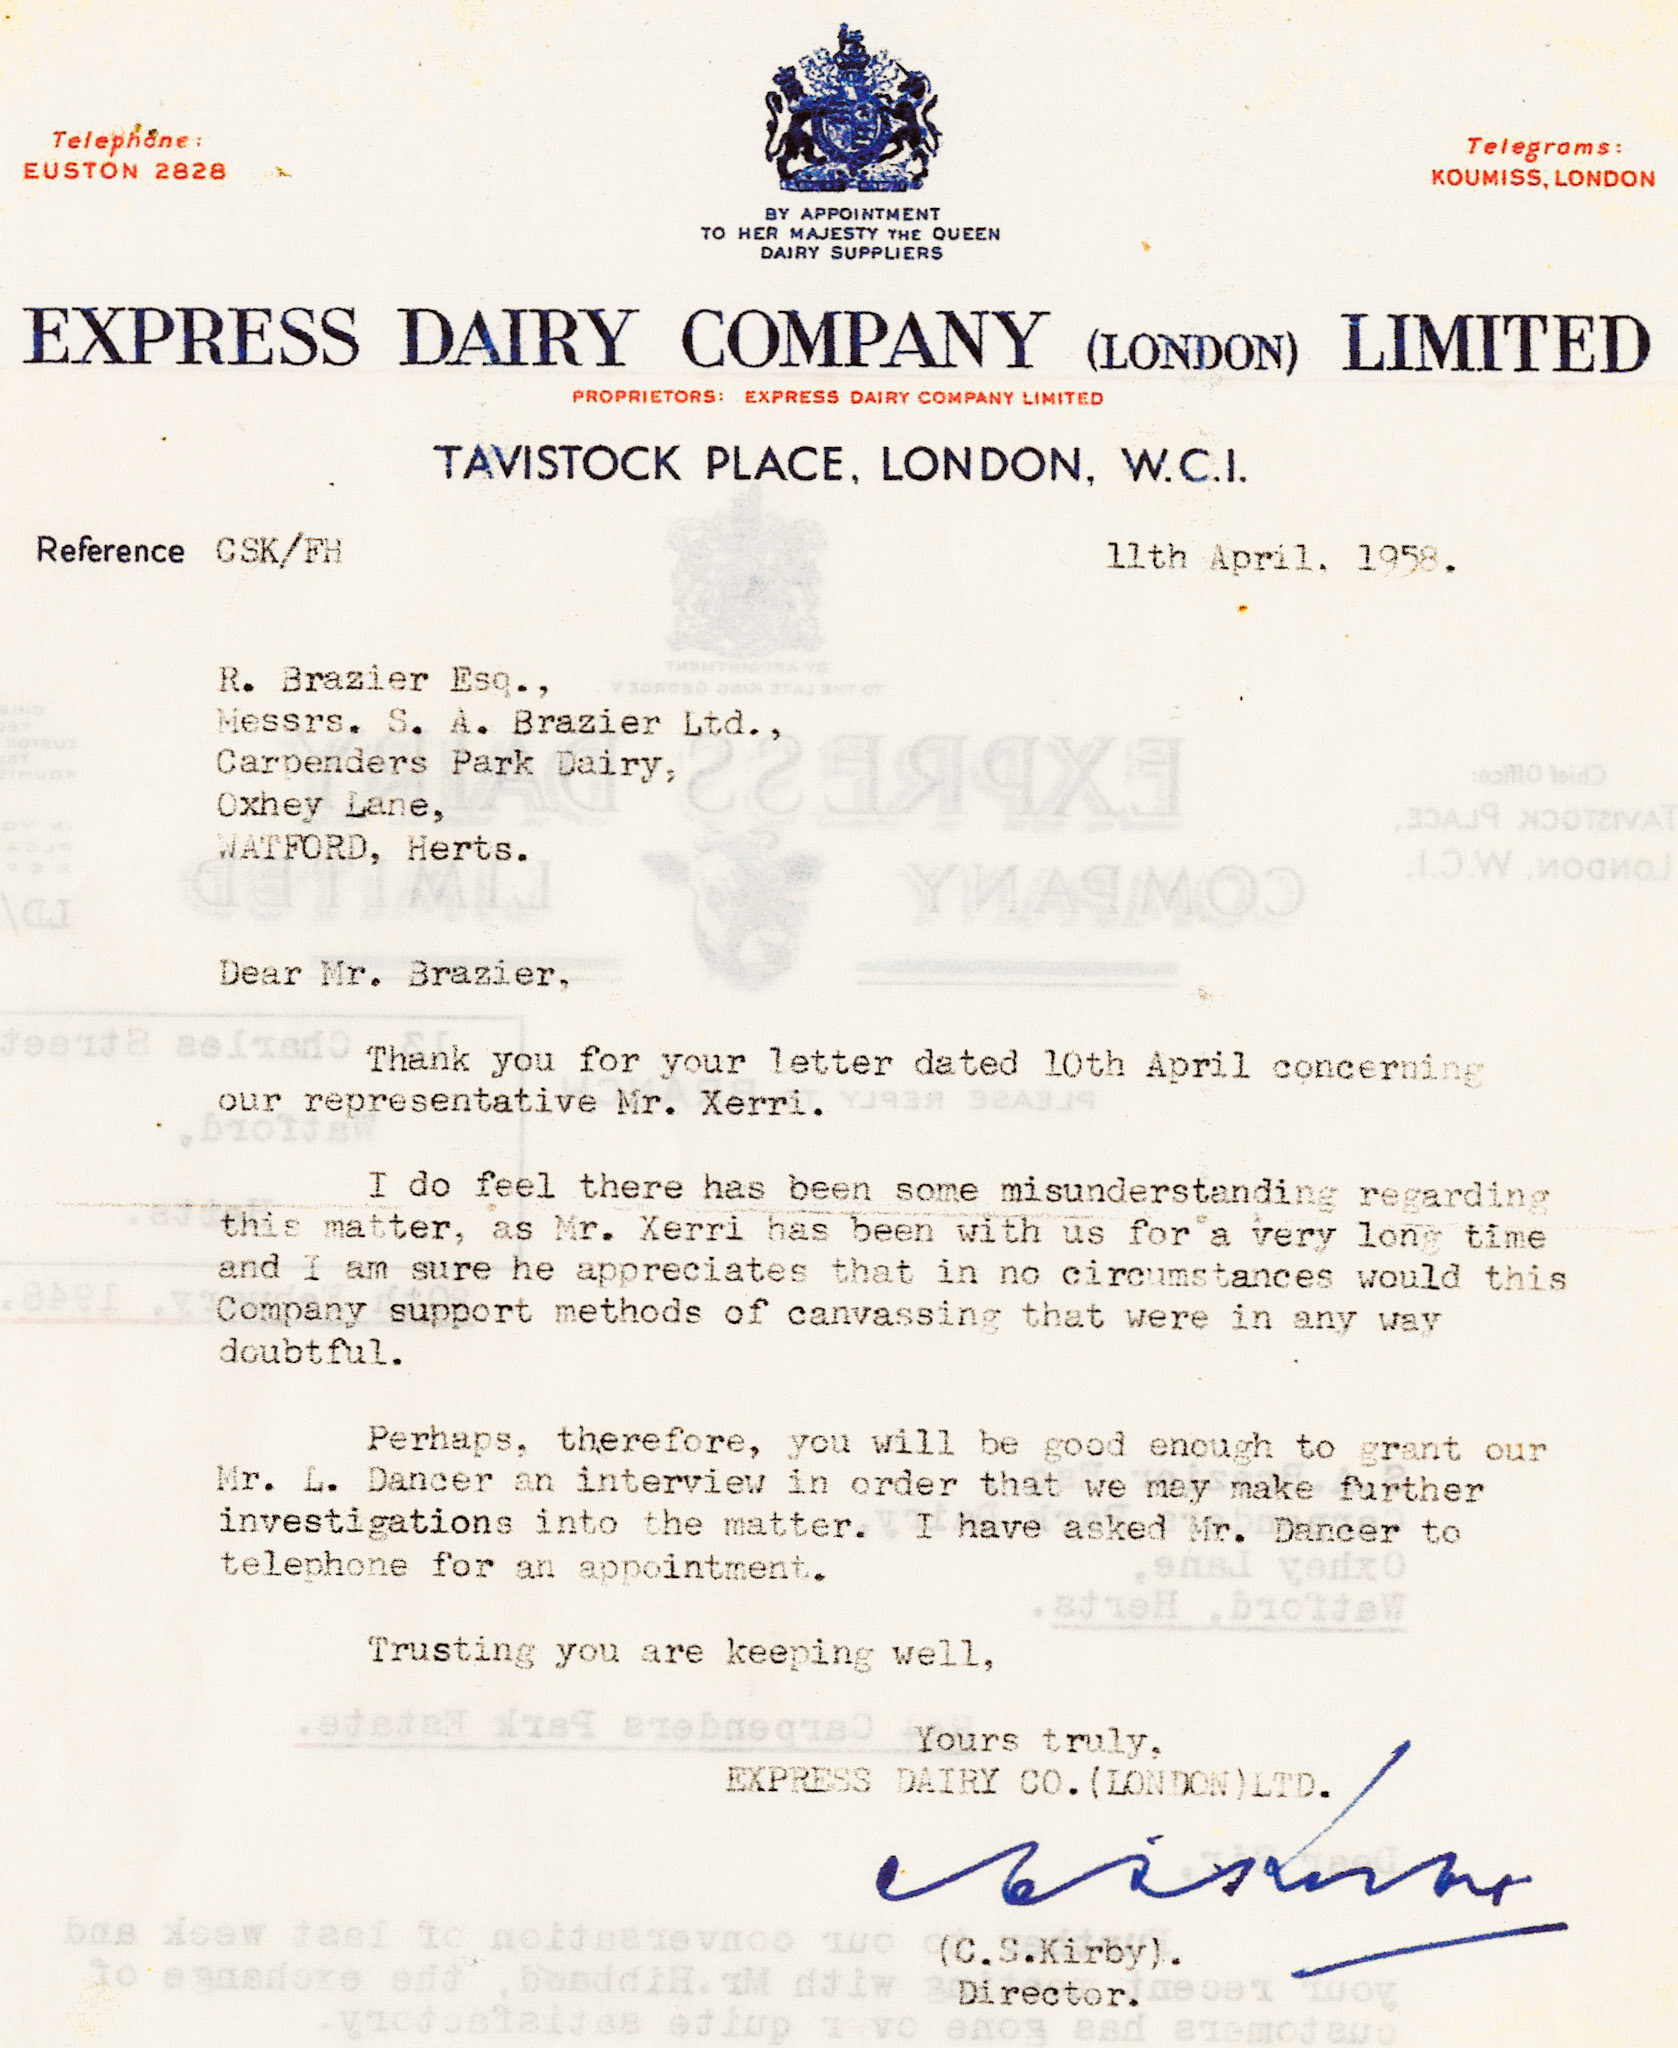 Telephone:
EUSTON 2828
Telegrams:
KOUMISS, LONDON
BY APPOINTMENT
TO HER MAJESTY THE QUEEN
DAIRY SUPPLIERS
EXPRESS DAIRY COMPANY (LONDON) LIMITED
PROPRIETORS: EXPRESS DAIRY COMPANY LIMITED
TAVISTOCK PLACE, LONDON, W.C.1.
Reference CSK/FH
11th April, 1958.
R. Brazier Esq.,
Messrs. S. A. Brazier Ltd.,
Carpenders Park Dairy,
Oxhey Lane,
WATFORD, Herts.
Dear Mr. Brazier,
Thank you for your letter dated 10th April concerning
our representative Mr. Xerri.
I do feel there has been some misunderstanding regarding
this matter, as Mr. Xerri has been with us for a very long time
and I am sure he appreciates that in no circumstances would this
Company support methods of canvassing that were in any way
doubtful.
Perhaps, therefore, you will be good enough to grant our
Mr. L. Dancer an interview in order that we may make further
investigations into the matter. I have asked Mr. Dancer to
telephone for an appointment.
Trusting you are keeping well,
Yours truly,
EXPRESS DAIRY CO.(LONDON)LTD.
(C.S.Kirby).
Director.